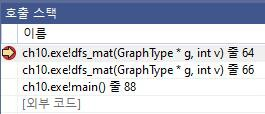 호출 스택
이름
ch10.exe!dfs_mat(GraphType * g, int v) 줄 64
ch10.exe!dfs_mat(GraphType * g, int v) 줄 66
ch10.exe!main() 줄 88
[외부 코드]